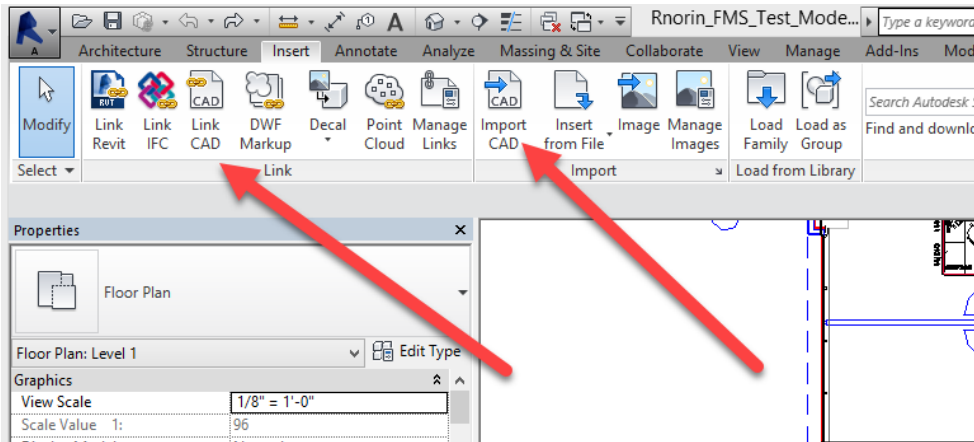 Rnorin_FMS_Test_Mode...
Type a keyword
A
Architecture Structure Insert Annotate Analyze Massing & Site Collaborate View Manage Add-Ins Mod
RVT CAD CAD
Modify Link Revit Link IFC Link CAD DWF Markup Decal Point Cloud Manage Links Import CAD Insert from File Image Manage Images Load Family Load as Group
Search Autodesk
Find and downlo
Select Link Import Load from Library
Properties
Floor Plan
Floor Plan: Level 1 Edit Type
Graphics
View Scale 1/8" = 1'-0"
Scale Value 1: 96